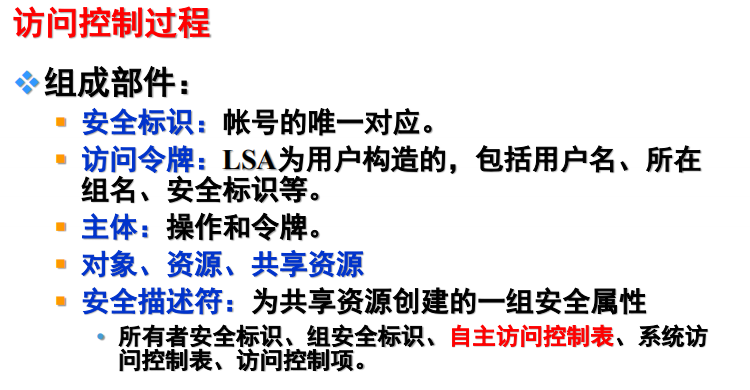 访问控制过程
组成部件：
安全标识：帐号的唯一对应。
访问令牌：LSA为用户构造的，包括用户名、所在
组名、安全标识等。
主体：操作和令牌。
对象、资源、共享资源
安全描述符：为共享资源创建的一组安全属性
所有者安全标识、组安全标识、自主访问控制表、系统访
问控制表、访问控制项。